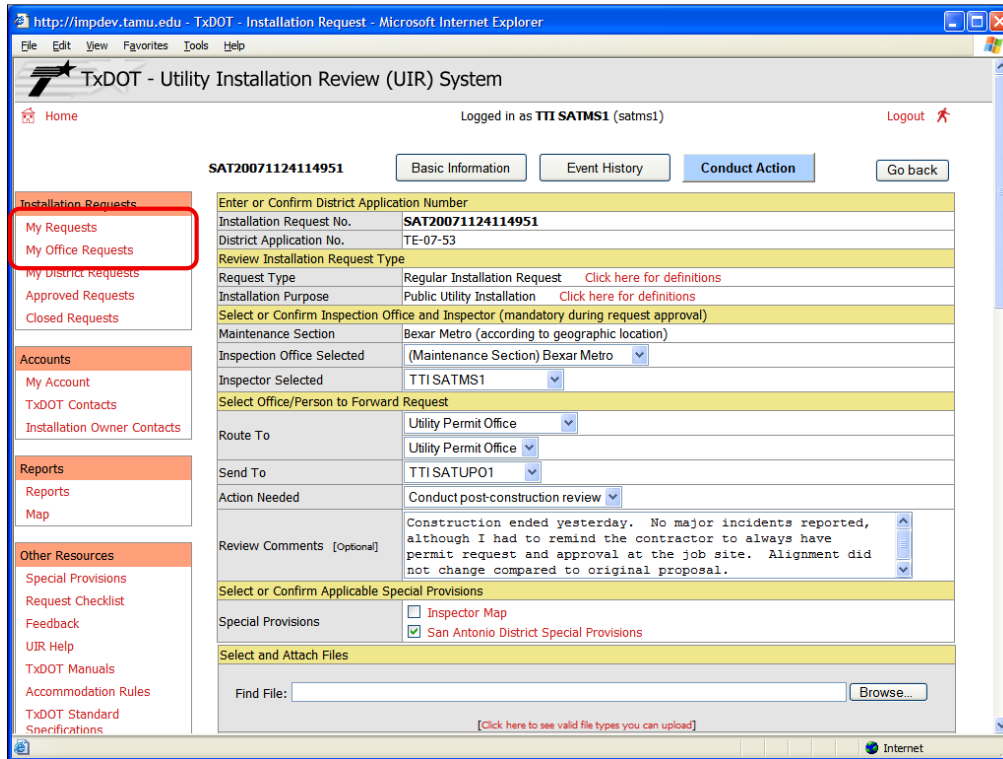 http://impdev.tamu.edu - TxDOT - Installation Request - Microsoft Internet Explorer
File Edit View Favorites Tools Help
TxDOT - Utility Installation Review (UIR) System
Home Logged in as TTI SATMS1 (satms1) Logout
SAT20071124114951 Basic Information Event History Conduct Action Go back
Installation Requests
My Requests
My Office Requests
My District Requests
Approved Requests
Closed Requests
Accounts
My Account
TxDOT Contacts
Installation Owner Contacts
Reports
Reports
Map
Other Resources
Special Provisions
Request Checklist
Feedback
UIR Help
TxDOT Manuals
Accommodation Rules
TxDOT Standard
Specifications
Enter or Confirm District Application Number
Installation Request No. SAT20071124114951
District Application No. TE-07-53
Review Installation Request Type
Request Type Regular Installation Request Click here for definitions
Installation Purpose Public Utility Installation Click here for definitions
Select or Confirm Inspection Office and Inspector (mandatory during request approval)
Maintenance Section Bexar Metro (according to geographic location)
Inspection Office Selected (Maintenance Section) Bexar Metro
Inspector Selected TTI SATMS1
Select Office/Person to Forward Request
Route To Utility Permit Office
Utility Permit Office
Send To TTI SATUPO1
Action Needed Conduct post-construction review
Review Comments [Optional]
Construction ended yesterday. No major incidents reported,
although I had to remind the contractor to always have
permit request and approval at the job site. Alignment did
not change compared to original proposal.
Select or Confirm Applicable Special Provisions
Special Provisions
Inspector Map
San Antonio District Special Provisions
Select and Attach Files
Find File: Browse...
[Click here to see valid file types you can upload]
Internet